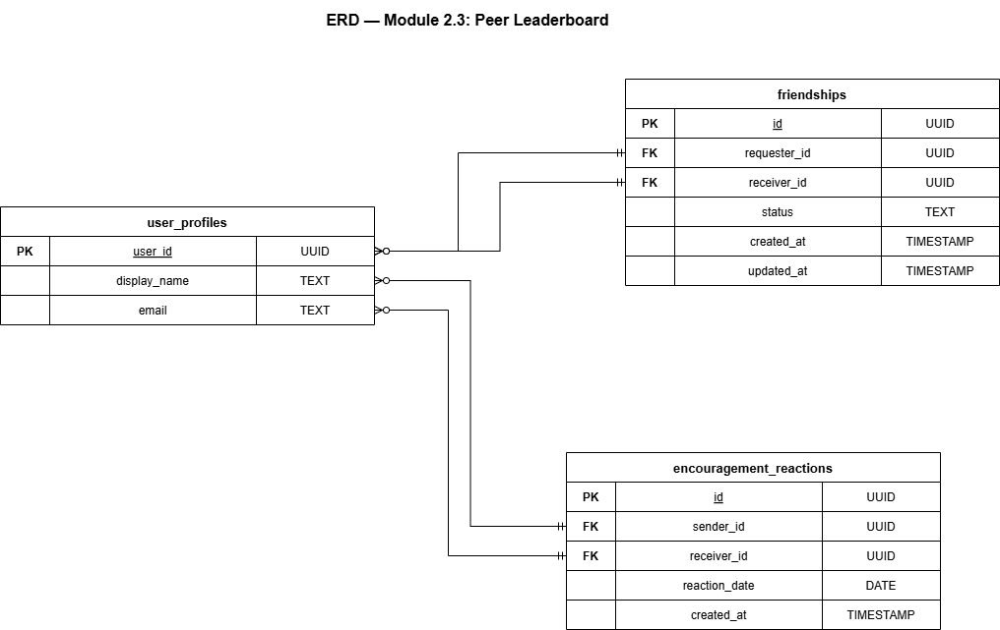 ERD — Module 2.3: Peer Leaderboard
friendships
PK id UUID
FK requester_id UUID
FK receiver_id UUID
status TEXT
created_at TIMESTAMP
updated_at TIMESTAMP
user_profiles
PK user_id UUID
display_name TEXT
email TEXT
encouragement_reactions
PK id UUID
FK sender_id UUID
FK receiver_id UUID
reaction_date DATE
created_at TIMESTAMP